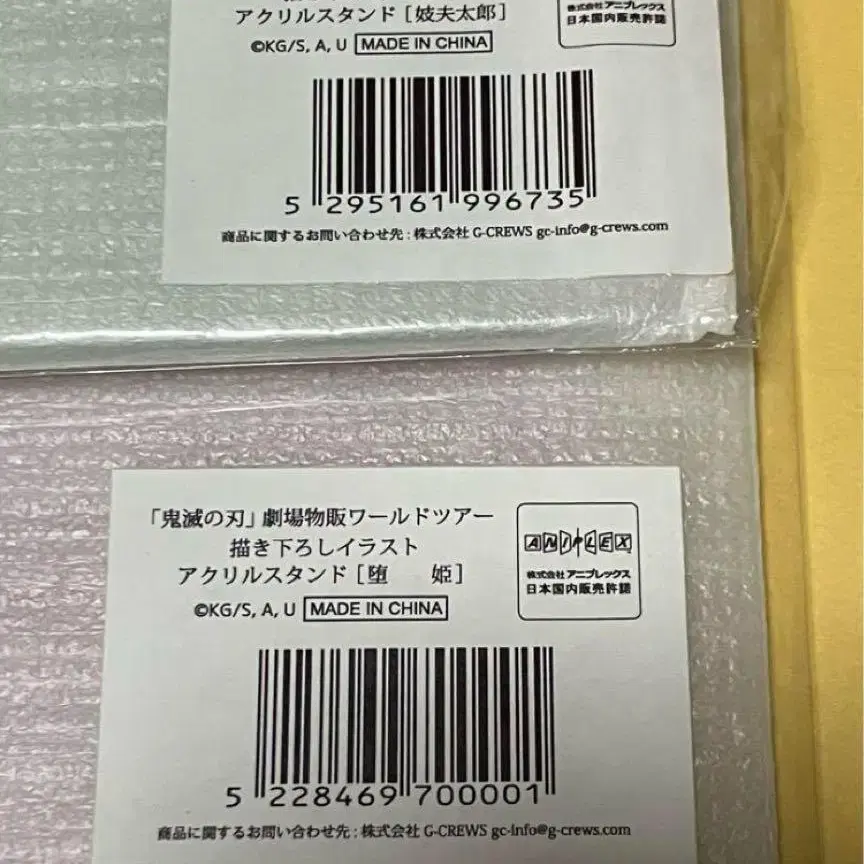 アクリルスタンド［妓夫太郎］
©KG/S, A, U MADE IN CHINA
株式会社 アニプレックス
日本国内販売許諾
5 295161 996735
商品に関するお問い合わせ先：株式会社 G-CREWS gc-info@g-crews.com
「鬼滅の刃」劇場物販ワールドツアー
描き下ろしイラスト
アクリルスタンド［堕　姫］
©KG/S, A, U MADE IN CHINA
ANIPLEX
株式会社 アニプレックス
日本国内販売許諾
5 228469 700001
商品に関するお問い合わせ先：株式会社 G-CREWS gc-info@g-crews.com